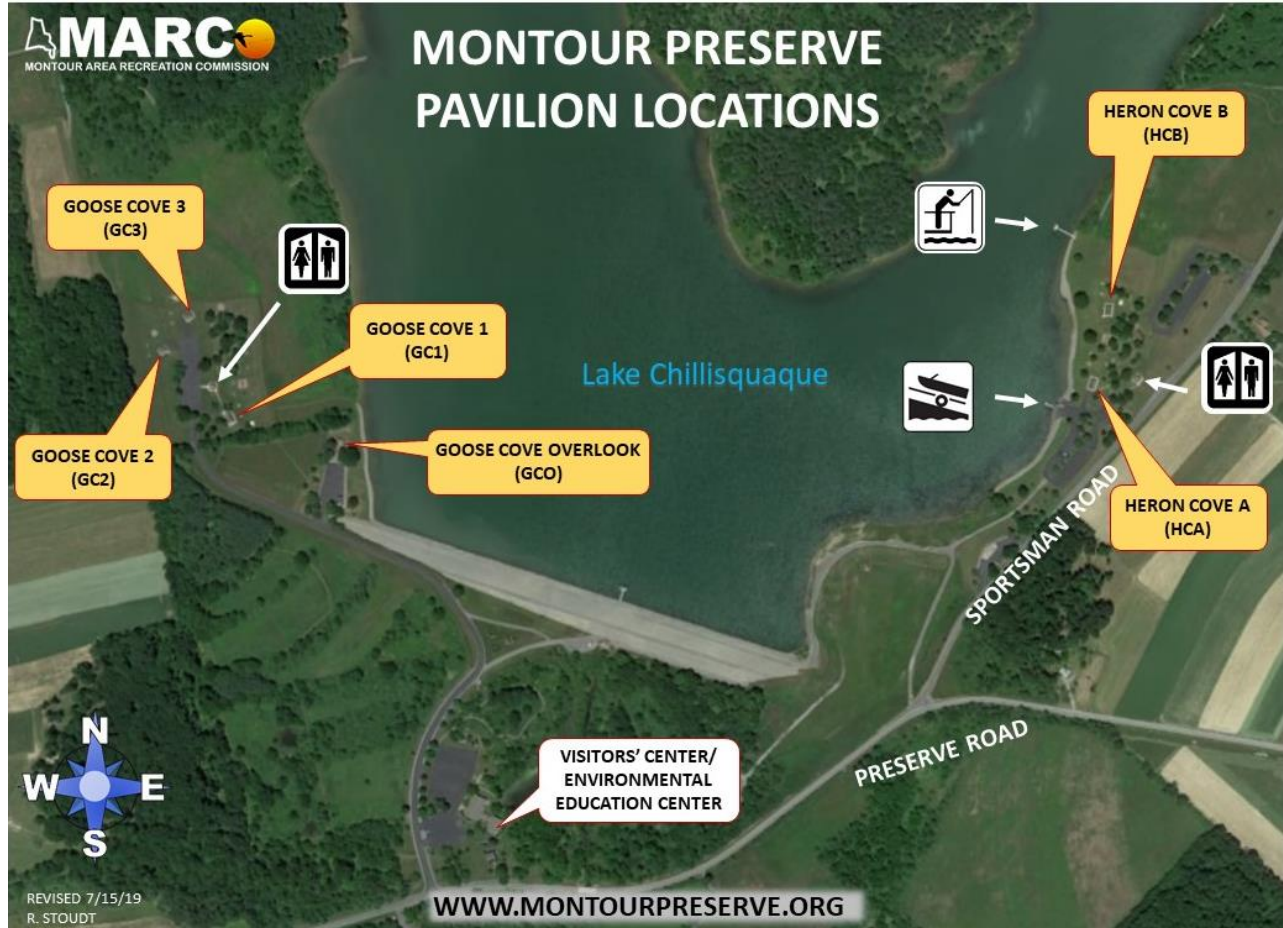 MARC
MONTOUR AREA RECREATION COMMISSION
MONTOUR PRESERVE
PAVILION LOCATIONS
HERON COVE B
(HCB)
GOOSE COVE 3
(GC3)
GOOSE COVE 1
(GC1)
Lake Chillisquaque
GOOSE COVE 2
(GC2)
GOOSE COVE OVERLOOK
(GCO)
HERON COVE A
(HCA)
SPORTSMAN ROAD
PRESERVE ROAD
VISITORS' CENTER/
ENVIRONMENTAL
EDUCATION CENTER
N
W E
S
REVISED 7/15/19
R. STOUDT
WWW.MONTOURPRESERVE.ORG